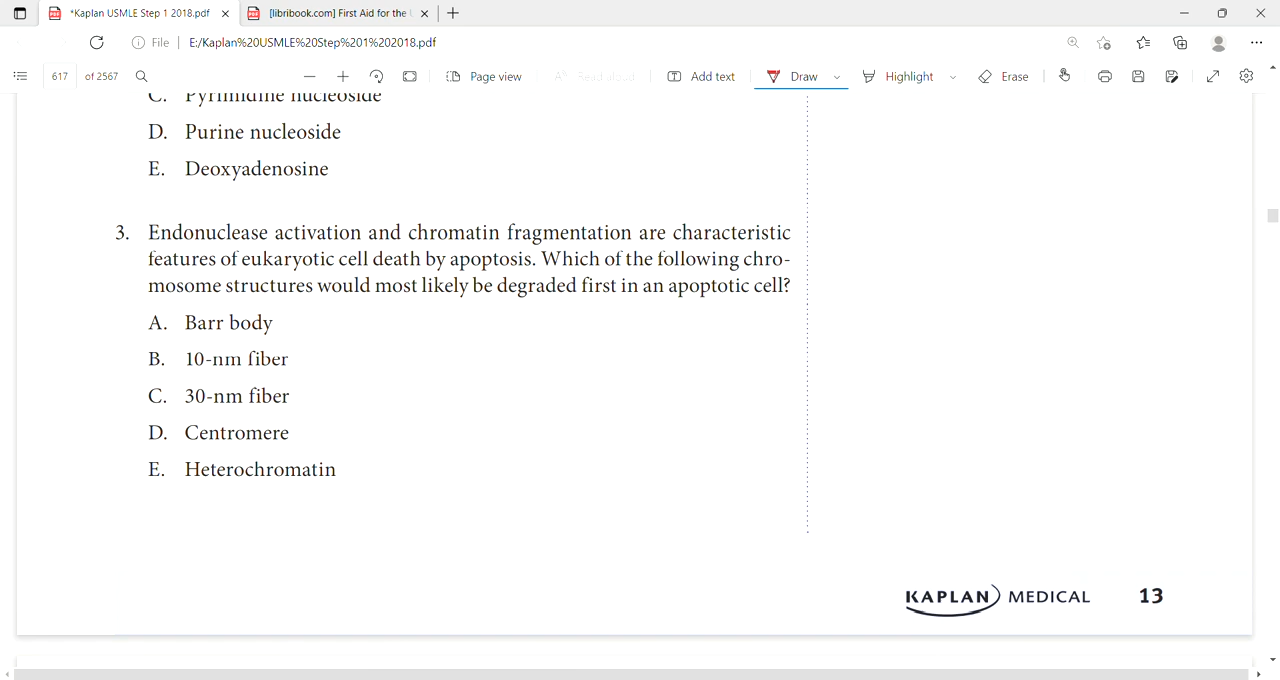 *Kaplan USMLE Step 1 2018.pdf
[libribook.com] First Aid for the
File E:/Kaplan%20USMLE%20Step%201%202018.pdf
617 of 2567 Page view Read aloud Add text Draw Highlight Erase
C. Pyrimidine nucleoside
D. Purine nucleoside
E. Deoxyadenosine
3. Endonuclease activation and chromatin fragmentation are characteristic
features of eukaryotic cell death by apoptosis. Which of the following chro-
mosome structures would most likely be degraded first in an apoptotic cell?
A. Barr body
B. 10-nm fiber
C. 30-nm fiber
D. Centromere
E. Heterochromatin
KAPLAN MEDICAL 13